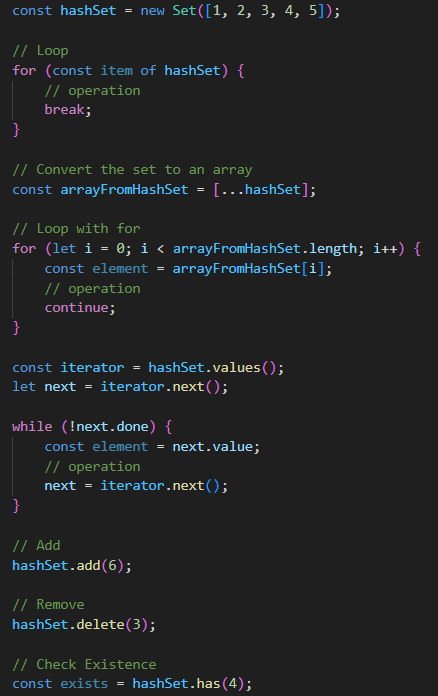 const hashSet = new Set([1, 2, 3, 4, 5]);
// Loop
for (const item of hashSet) {
// operation
break;
}
// Convert the set to an array
const arrayFromHashSet = [...hashSet];
// Loop with for
for (let i = 0; i < arrayFromHashSet.length; i++) {
const element = arrayFromHashSet[i];
// operation
continue;
}
const iterator = hashSet.values();
let next = iterator.next();
while (!next.done) {
const element = next.value;
// operation
next = iterator.next();
}
// Add
hashSet.add(6);
// Remove
hashSet.delete(3);
// Check Existence
const exists = hashSet.has(4);